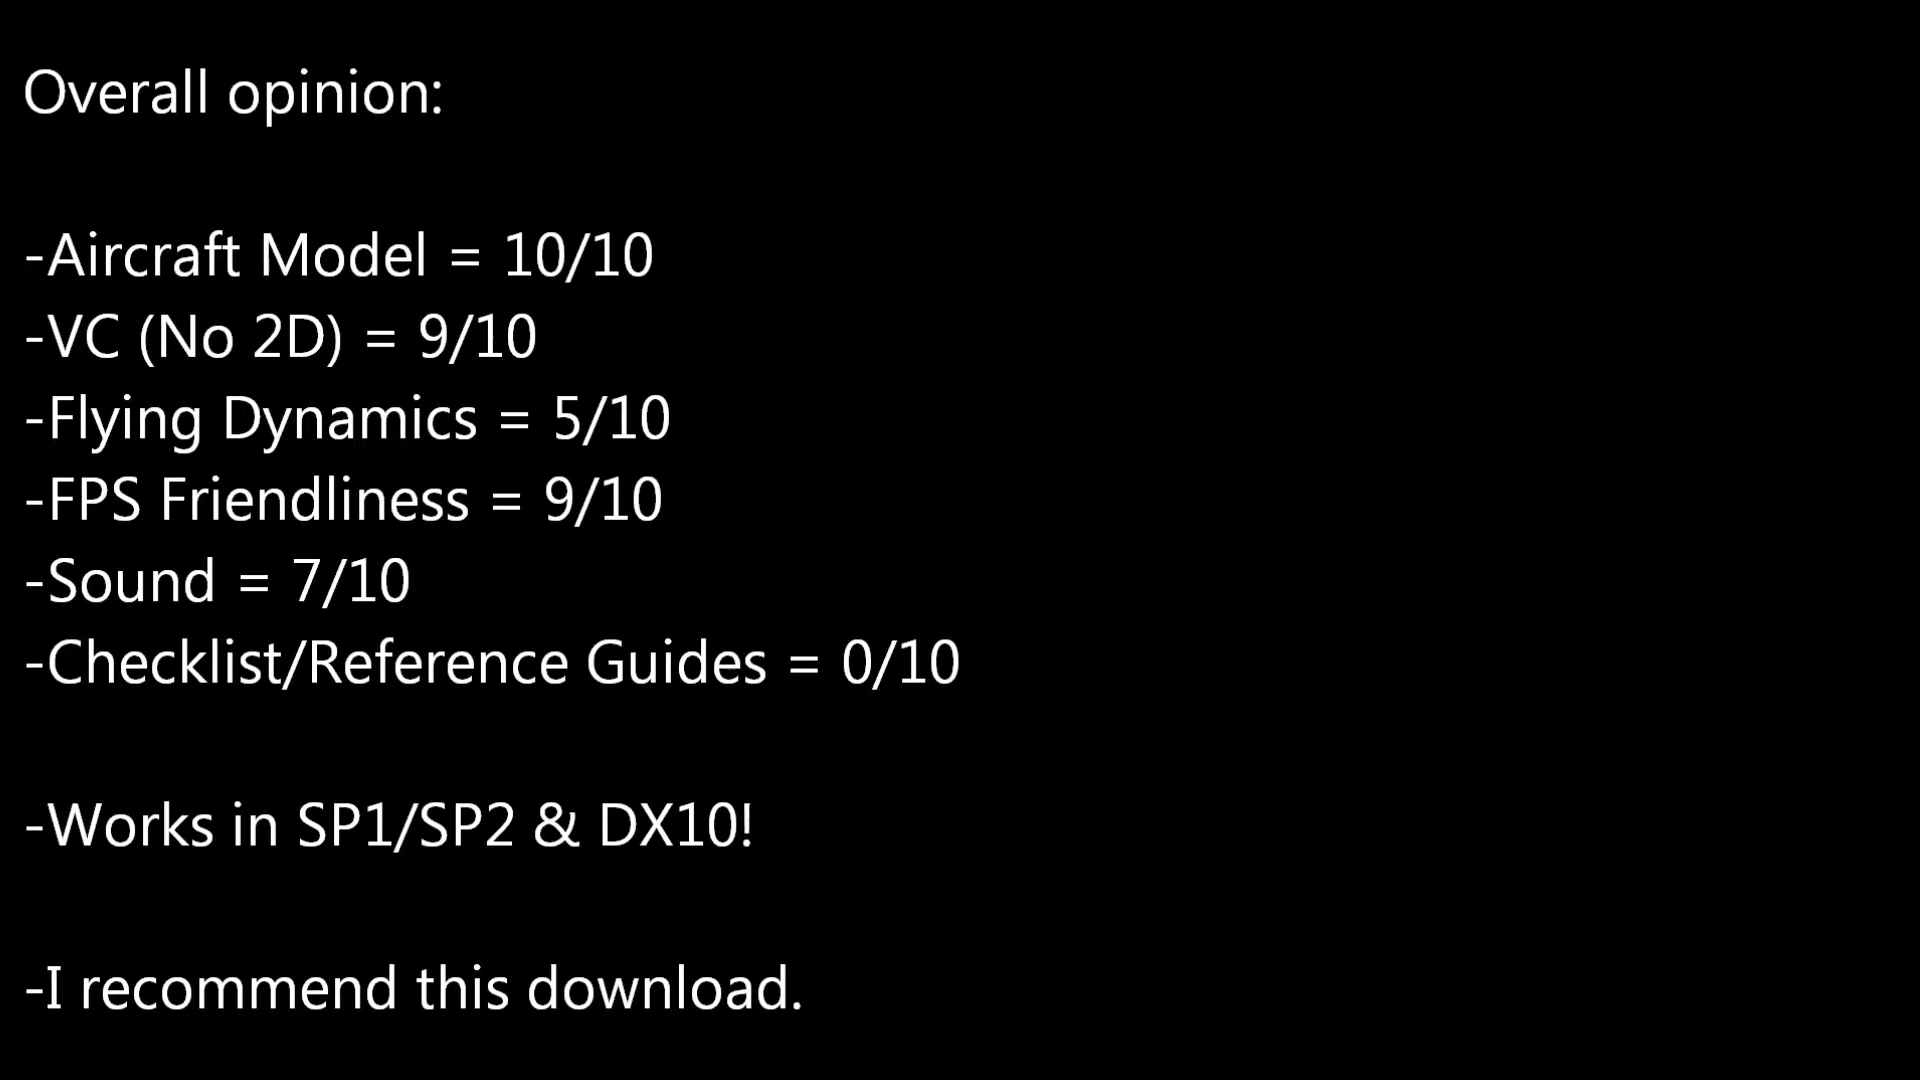 Overall opinion:
-Aircraft Model = 10/10
-VC (No 2D) = 9/10
-Flying Dynamics = 5/10
-FPS Friendliness = 9/10
-Sound = 7/10
-Checklist/Reference Guides = 0/10
-Works in SP1/SP2 & DX10!
-I recommend this download.